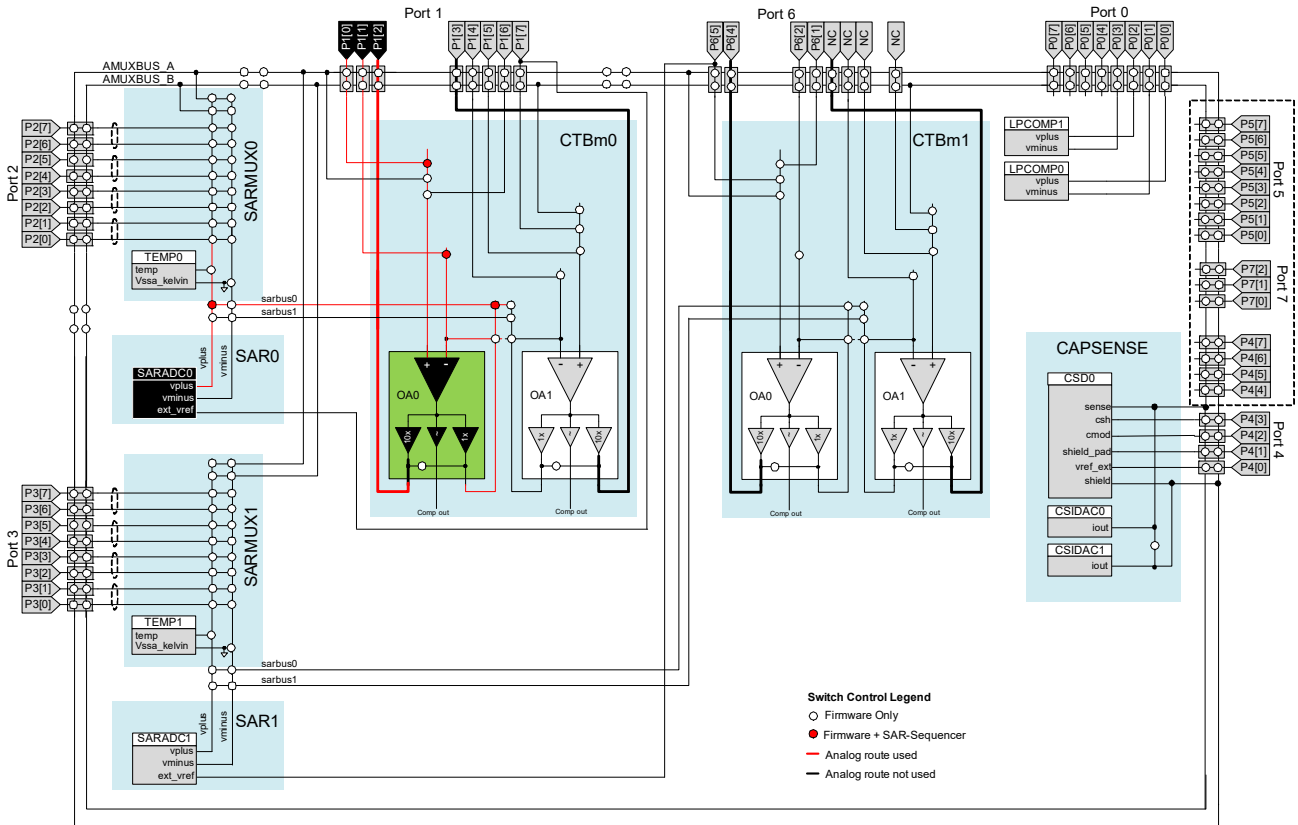 Port 1
Port 6
Port 0
P1[0]
P1[1]
P1[2]
P1[3]
P1[4]
P1[5]
P1[6]
P1[7]
P6[5]
P6[4]
P6[2]
P6[1]
NC
NC
NC
NC
P0[7]
P0[6]
P0[5]
P0[4]
P0[3]
P0[2]
P0[1]
P0[0]
AMUXBUS_A
AMUXBUS_B
Port 2
P2[7]
P2[6]
P2[5]
P2[4]
P2[3]
P2[2]
P2[1]
P2[0]
SARMUX0
TEMP0
temp
Vssa_kelvin
sarbus0
sarbus1
vplus
vminus
SAR0
SARADC0
vplus
vminus
ext_vref
CTBm0
+
-
OA0
10x
~
1x
-
+
OA1
1x
~
10x
Comp out
Comp out
CTBm1
+
-
OA0
10x
~
1x
-
+
OA1
1x
~
10x
Comp out
Comp out
LPCOMP1
vplus
vminus
LPCOMP0
vplus
vminus
P5[7]
P5[6]
P5[5]
P5[4]
P5[3]
P5[2]
P5[1]
P5[0]
Port 5
P7[2]
P7[1]
P7[0]
Port 7
P4[7]
P4[6]
P4[5]
P4[4]
P4[3]
P4[2]
P4[1]
P4[0]
Port 4
CAPSENSE
CSD0
sense
csh
cmod
shield_pad
vref_ext
shield
CSIDAC0
iout
CSIDAC1
iout
Port 3
P3[7]
P3[6]
P3[5]
P3[4]
P3[3]
P3[2]
P3[1]
P3[0]
SARMUX1
TEMP1
temp
Vssa_kelvin
sarbus0
sarbus1
vplus
vminus
SAR1
SARADC1
vplus
vminus
ext_vref
Switch Control Legend
Firmware Only
Firmware + SAR-Sequencer
Analog route used
Analog route not used